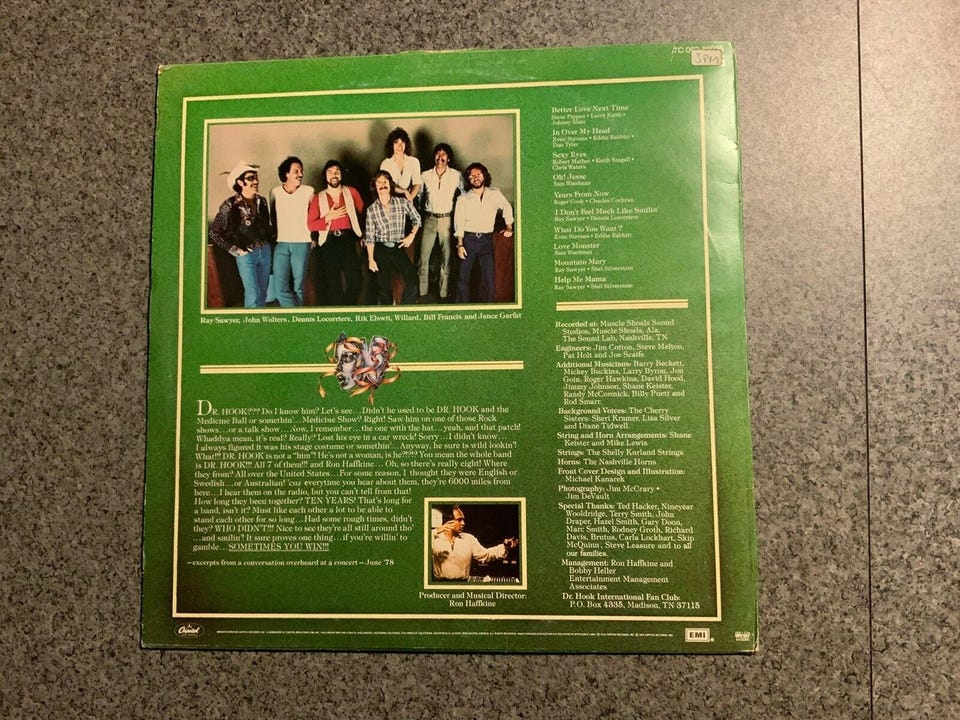 7C 062
3PM
Better Love Next Time
Steve Pippen • Larry Keith •
Johnny Slate
In Over My Head
Even Stevens • Eddie Rabbitt •
Dan Tyler
Sexy Eyes
Robert Mather • Keith Stegall •
Chris Waters
Oh! Jesse
Sam Weedman
Years From Now
Roger Cook • Charles Cochran
I Don't Feel Much Like Smilin'
Ray Sawyer • Dennis Locorriere
What Do You Want?
Even Stevens • Eddie Rabbitt
Love Monster
Sam Weedman
Mountain Mary
Ray Sawyer • Shel Silverstein
Help Me Mama
Ray Sawyer • Shel Silverstein
Ray Sawyer, John Wolters, Dennis Locorriere, Rik Elswit, Willard, Bill Francis and Jance Garfat
DR. HOOK??? Do I know him? Let's see...Didn't he used to be DR. HOOK and the
Medicine Ball or somethin'...Medicine Show? Right! Saw him on one of those Rock
shows...or a talk show...Now, I remember...the one with the hat...yeah, and that patch!
Whaddya mean, it's real? Really? Lost his eye in a car wreck! Sorry...I didn't know...
I always figured it was his stage costume or somethin'...Anyway, he sure is wild lookin'!
What!!! DR. HOOK is not a "him"! He's not a woman, is he???? You mean the whole band
is DR. HOOK!!! All 7 of them!!! and Ron Haffkine...Oh, so there's really eight! Where
they from? All over the United States...For some reason, I thought they were English or
Swedish...or Australian! 'cuz everytime you hear about them, they're 6000 miles from
here...I hear them on the radio, but you can't tell from that!
How long they been together? TEN YEARS! That's long for
a band, isn't it? Must like each other a lot to be able to
stand each other for so long...Had some rough times, didn't
they? WHO DIDN'T!!! Nice to see they're all still around tho'
...and smilin'! It sure proves one thing...if you're willin' to
gamble...SOMETIMES YOU WIN!!!
—excerpts from a conversation overheard at a concert—June '78
Producer and Musical Director:
Ron Haffkine
Recorded at: Muscle Shoals Sound
Studios, Muscle Shoals, Ala.
The Sound Lab, Nashville, TN
Engineers: Jim Cotton, Steve Melton,
Pat Holt and Joe Scaife
Additional Musicians: Barry Beckett,
Mickey Buckins, Larry Byrom, Jon
Goin, Roger Hawkins, David Hood,
Jimmy Johnson, Shane Keister,
Randy McCormick, Billy Puett and
Rod Smarr.
Background Voices: The Cherry
Sisters: Sheri Kramer, Lisa Silver
and Diane Tidwell.
String and Horn Arrangements: Shane
Keister and Mike Lewis
Strings: The Shelly Kurland Strings
Horns: The Nashville Horns
Front Cover Design and Illustration:
Michael Kanarek
Photography: Jim McCrary •
Jim DeVault
Special Thanks: Ted Hacker, Nineyear
Wooldridge, Terry Smith, John
Draper, Hazel Smith, Gary Doon,
Marc Smith, Rodney Groth, Richard
Davis, Brutus, Carla Lockhart, Skip
McQuinn, Steve Leasure and to all
our families.
Management: Ron Haffkine and
Bobby Heller
Entertainment Management
Associates
Dr. Hook International Fan Club:
P.O. Box 4335, Madison, TN 37115
Capitol
EMI